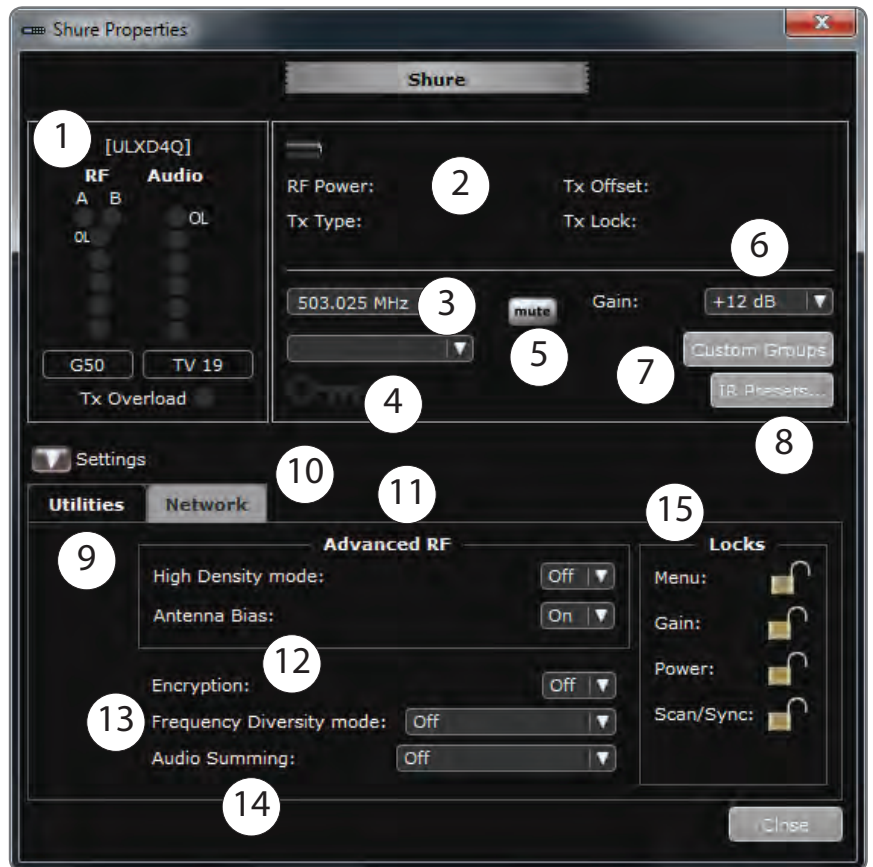 Shure Properties
x
Shure
1
[ULXD4Q]
RF Audio
A B
OL
OL
G50 TV 19
Tx Overload
RF Power: 2 Tx Offset:
Tx Type: Tx Lock:
6
503.025 MHz 3 mute Gain: +12 dB
5 7 Custom Groups
4 IR Presets...
8
Settings
10
11
Utilities Network
15
9
Advanced RF
High Density mode: Off
Antenna Bias: On
12
Encryption: Off
13
Frequency Diversity mode: Off
Audio Summing: Off
14
Locks
Menu:
Gain:
Power:
Scan/Sync:
Close